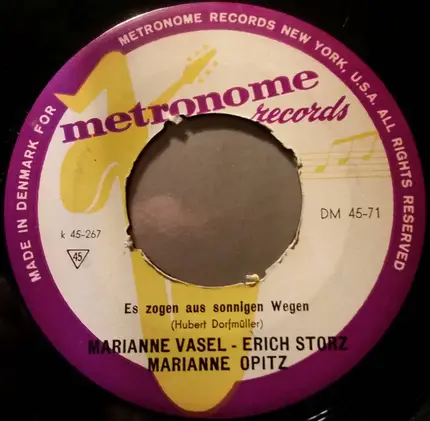 MADE IN DENMARK FOR METRONOME RECORDS NEW YORK, U.S.A. ALL RIGHTS RESERVED
metronome
records
DM 45-71
k 45-267
45
Es zogen aus sonnigen Wegen
(Hubert Dorfmüller)
MARIANNE VASEL - ERICH STORZ
MARIANNE OPITZ